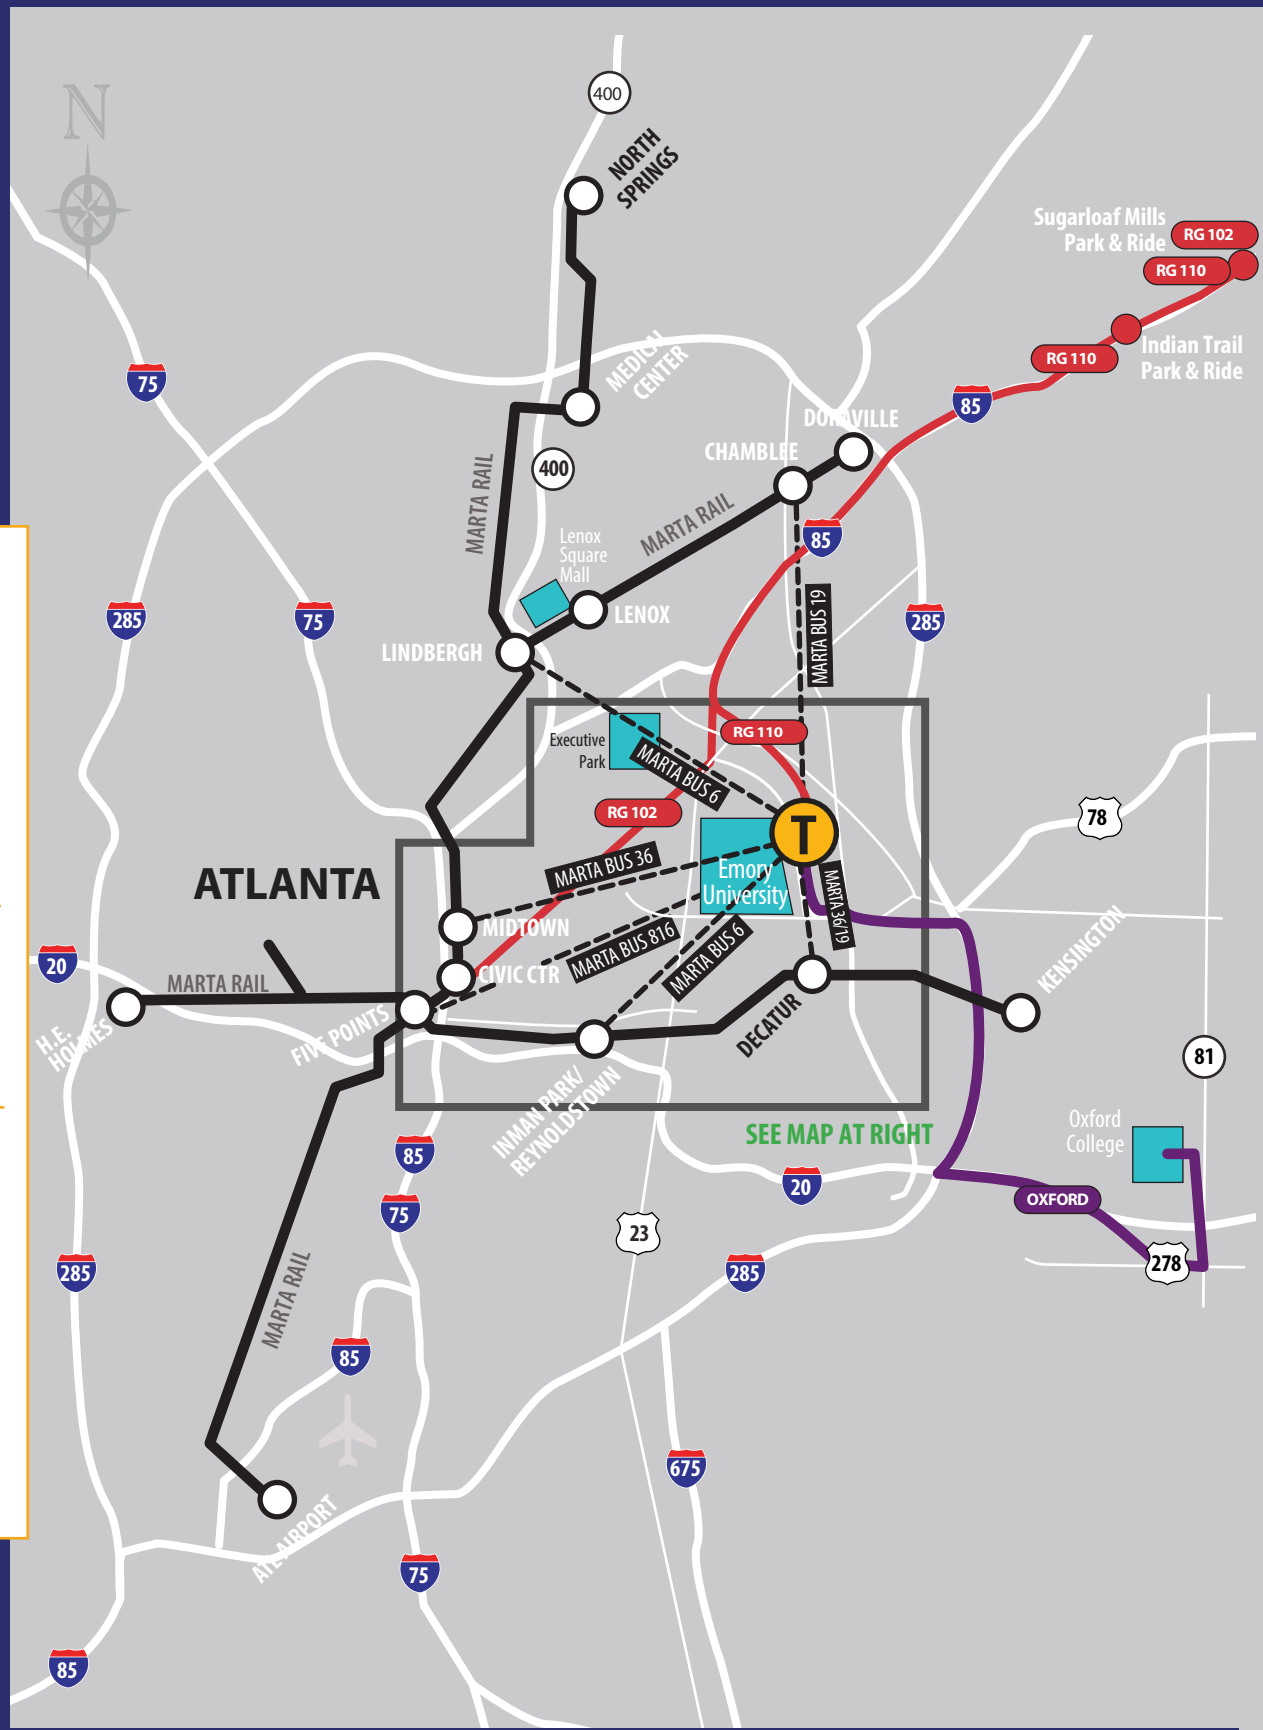 N
400
NORTH
SPRINGS
Sugarloaf Mills
Park & Ride
RG 102
RG 110
Indian Trail
Park & Ride
RG 110
75
MEDICAL
CENTER
85
DORAVILLE
CHAMBLEE
400
MARTA RAIL
MARTA RAIL
85
Lenox
Square
Mall
LENOX
285
75
MARTA BUS 19
285
LINDBERGH
Executive
Park
RG 110
MARTA BUS 6
RG 102
78
T
MARTA BUS 36
Emory
University
ATLANTA
MARTA 36/19
MIDTOWN
MARTA BUS 816
MARTA BUS 6
KENSINGTON
20
MARTA RAIL
CIVIC CTR
H.E.
HOLMES
FIVE POINTS
DECATUR
81
INMAN PARK/
REYNOLDSTOWN
SEE MAP AT RIGHT
Oxford
College
85
20
75
OXFORD
23
278
285
285
MARTA RAIL
85
675
ATL AIRPORT
75
85